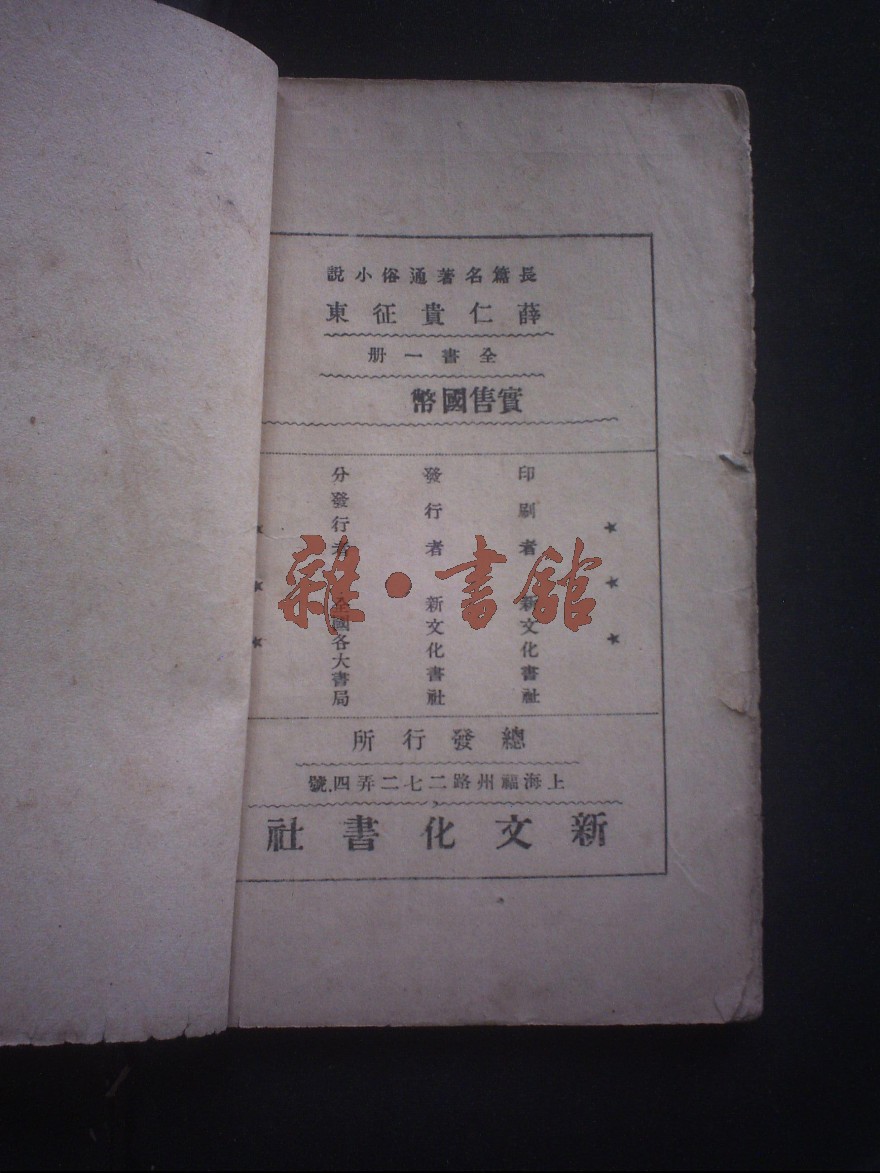 長篇名著通俗小說
薛仁貴征東
全書一册
實售國幣
印刷者 新文化書社
發行者 新文化書社
分發行者 全國各大書局
總發行所
上海福州路二七二弄四號
新文化書社
雜·書館